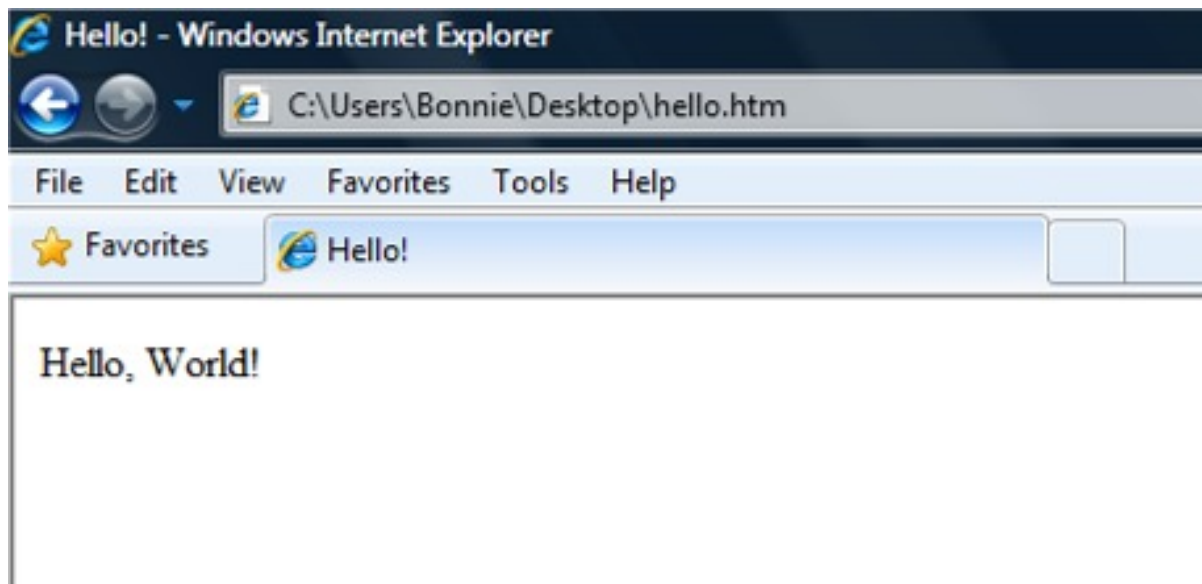 Hello! - Windows Internet Explorer
C:\Users\Bonnie\Desktop\hello.htm
File Edit View Favorites Tools Help
Favorites Hello!
Hello, World!